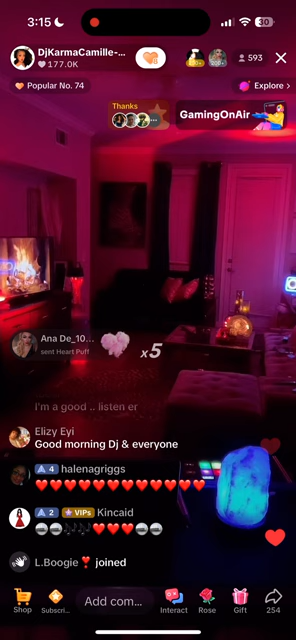 3:15
30
DjKarmaCamille-...
177.0K
593
Popular No. 74
Explore >
Thanks
GamingOnAir
Ana De_10...
sent Heart Puff
x5
I'm a good .. listen er
Elizy Eyi
Good morning Dj & everyone
4 halenagriggs
2 VIPs Kincaid
L.Boogie joined
Shop
Subscri...
Add com...
Interact
Rose
Gift
254